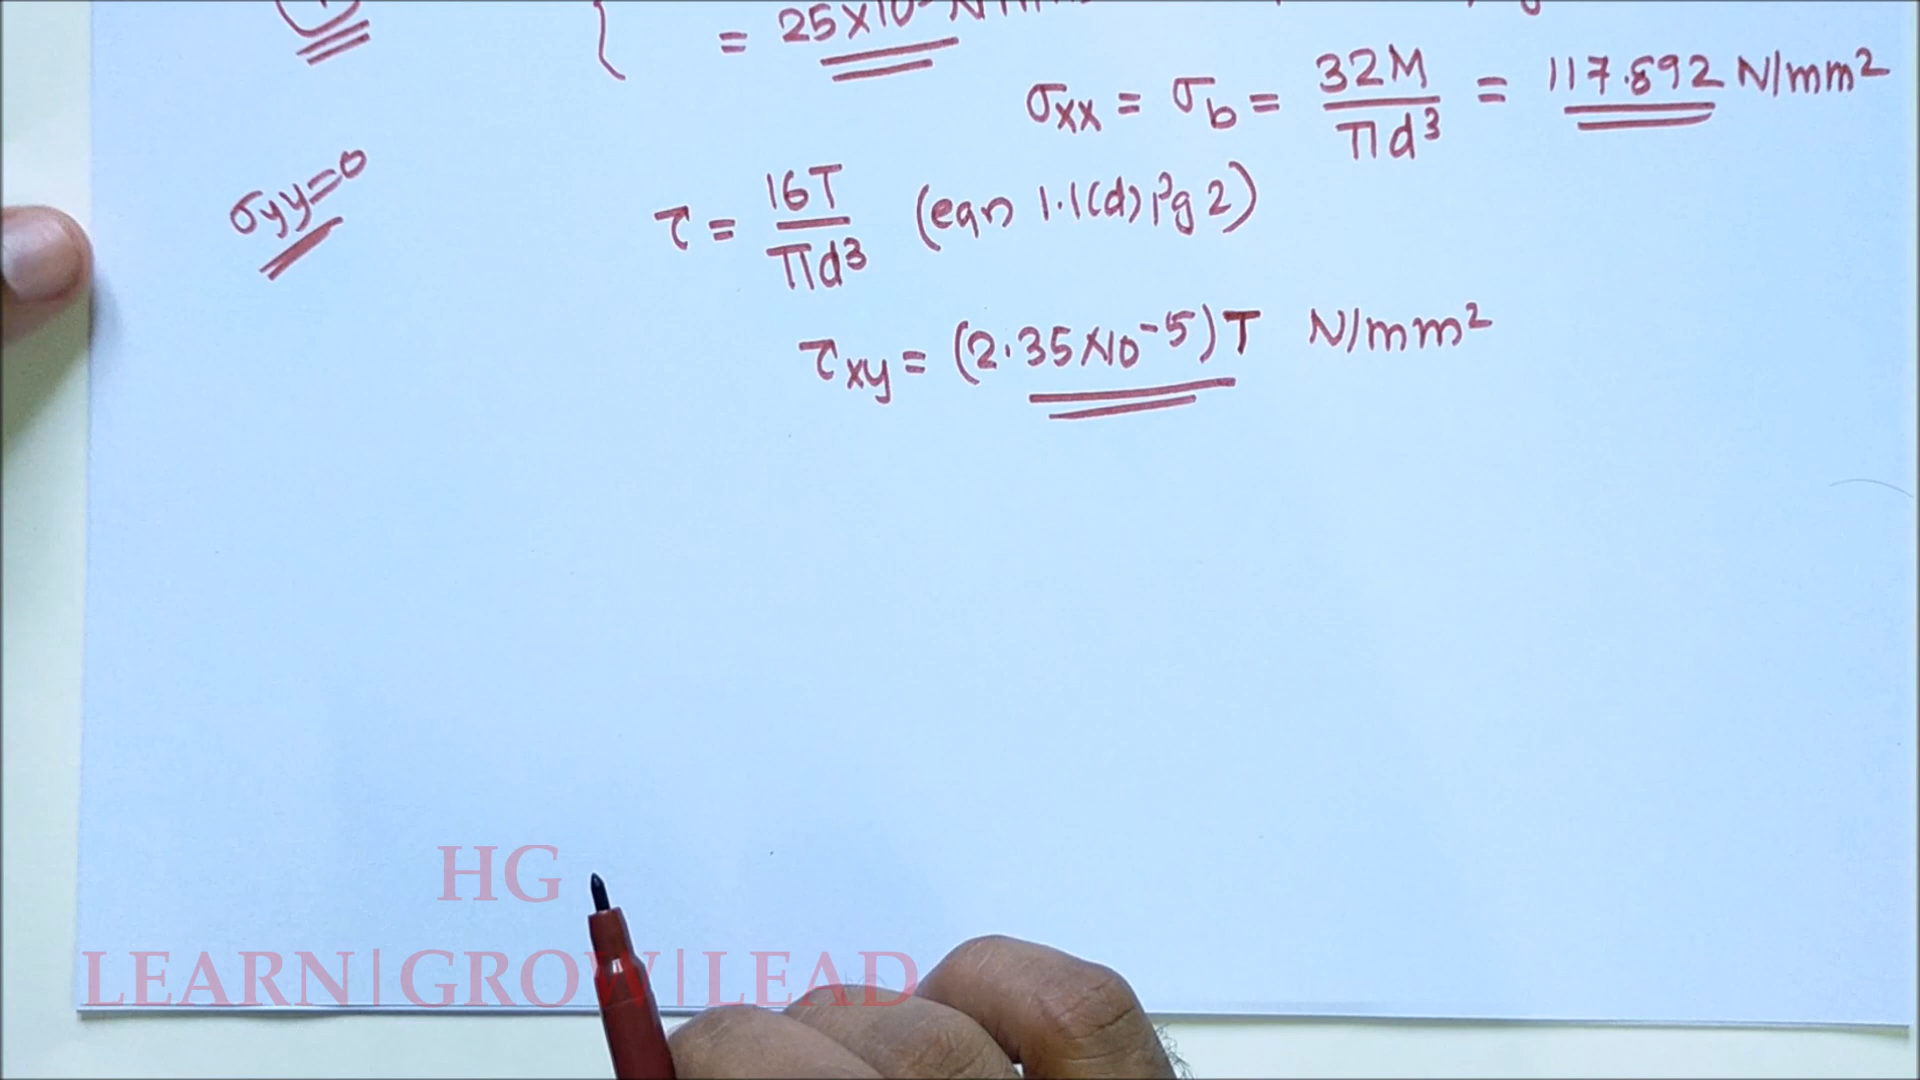 = 25×10
σxx = σb = 32M/πd³ = 117.892 N/mm²
σyy=0
τ = 16T/πd³ (eqn 1.1(d) Pg 2)
τxy = (2.35×10⁻⁵)T N/mm²
HG
LEARN|GROW|LEAD